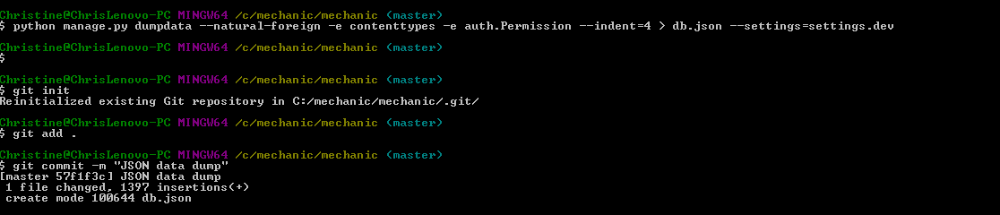 Christine@ChrisLenovo-PC MINGW64 /c/mechanic/mechanic (master)
$ python manage.py dumpdata --natural-foreign -e contenttypes -e auth.Permission --indent=4 > db.json --settings=settings.dev
Christine@ChrisLenovo-PC MINGW64 /c/mechanic/mechanic (master)
$
Christine@ChrisLenovo-PC MINGW64 /c/mechanic/mechanic (master)
$ git init
Reinitialized existing Git repository in C:/mechanic/mechanic/.git/
Christine@ChrisLenovo-PC MINGW64 /c/mechanic/mechanic (master)
$ git add .
Christine@ChrisLenovo-PC MINGW64 /c/mechanic/mechanic (master)
$ git commit -m "JSON data dump"
[master 57f1f3c] JSON data dump
 1 file changed, 1397 insertions(+)
 create mode 100644 db.json